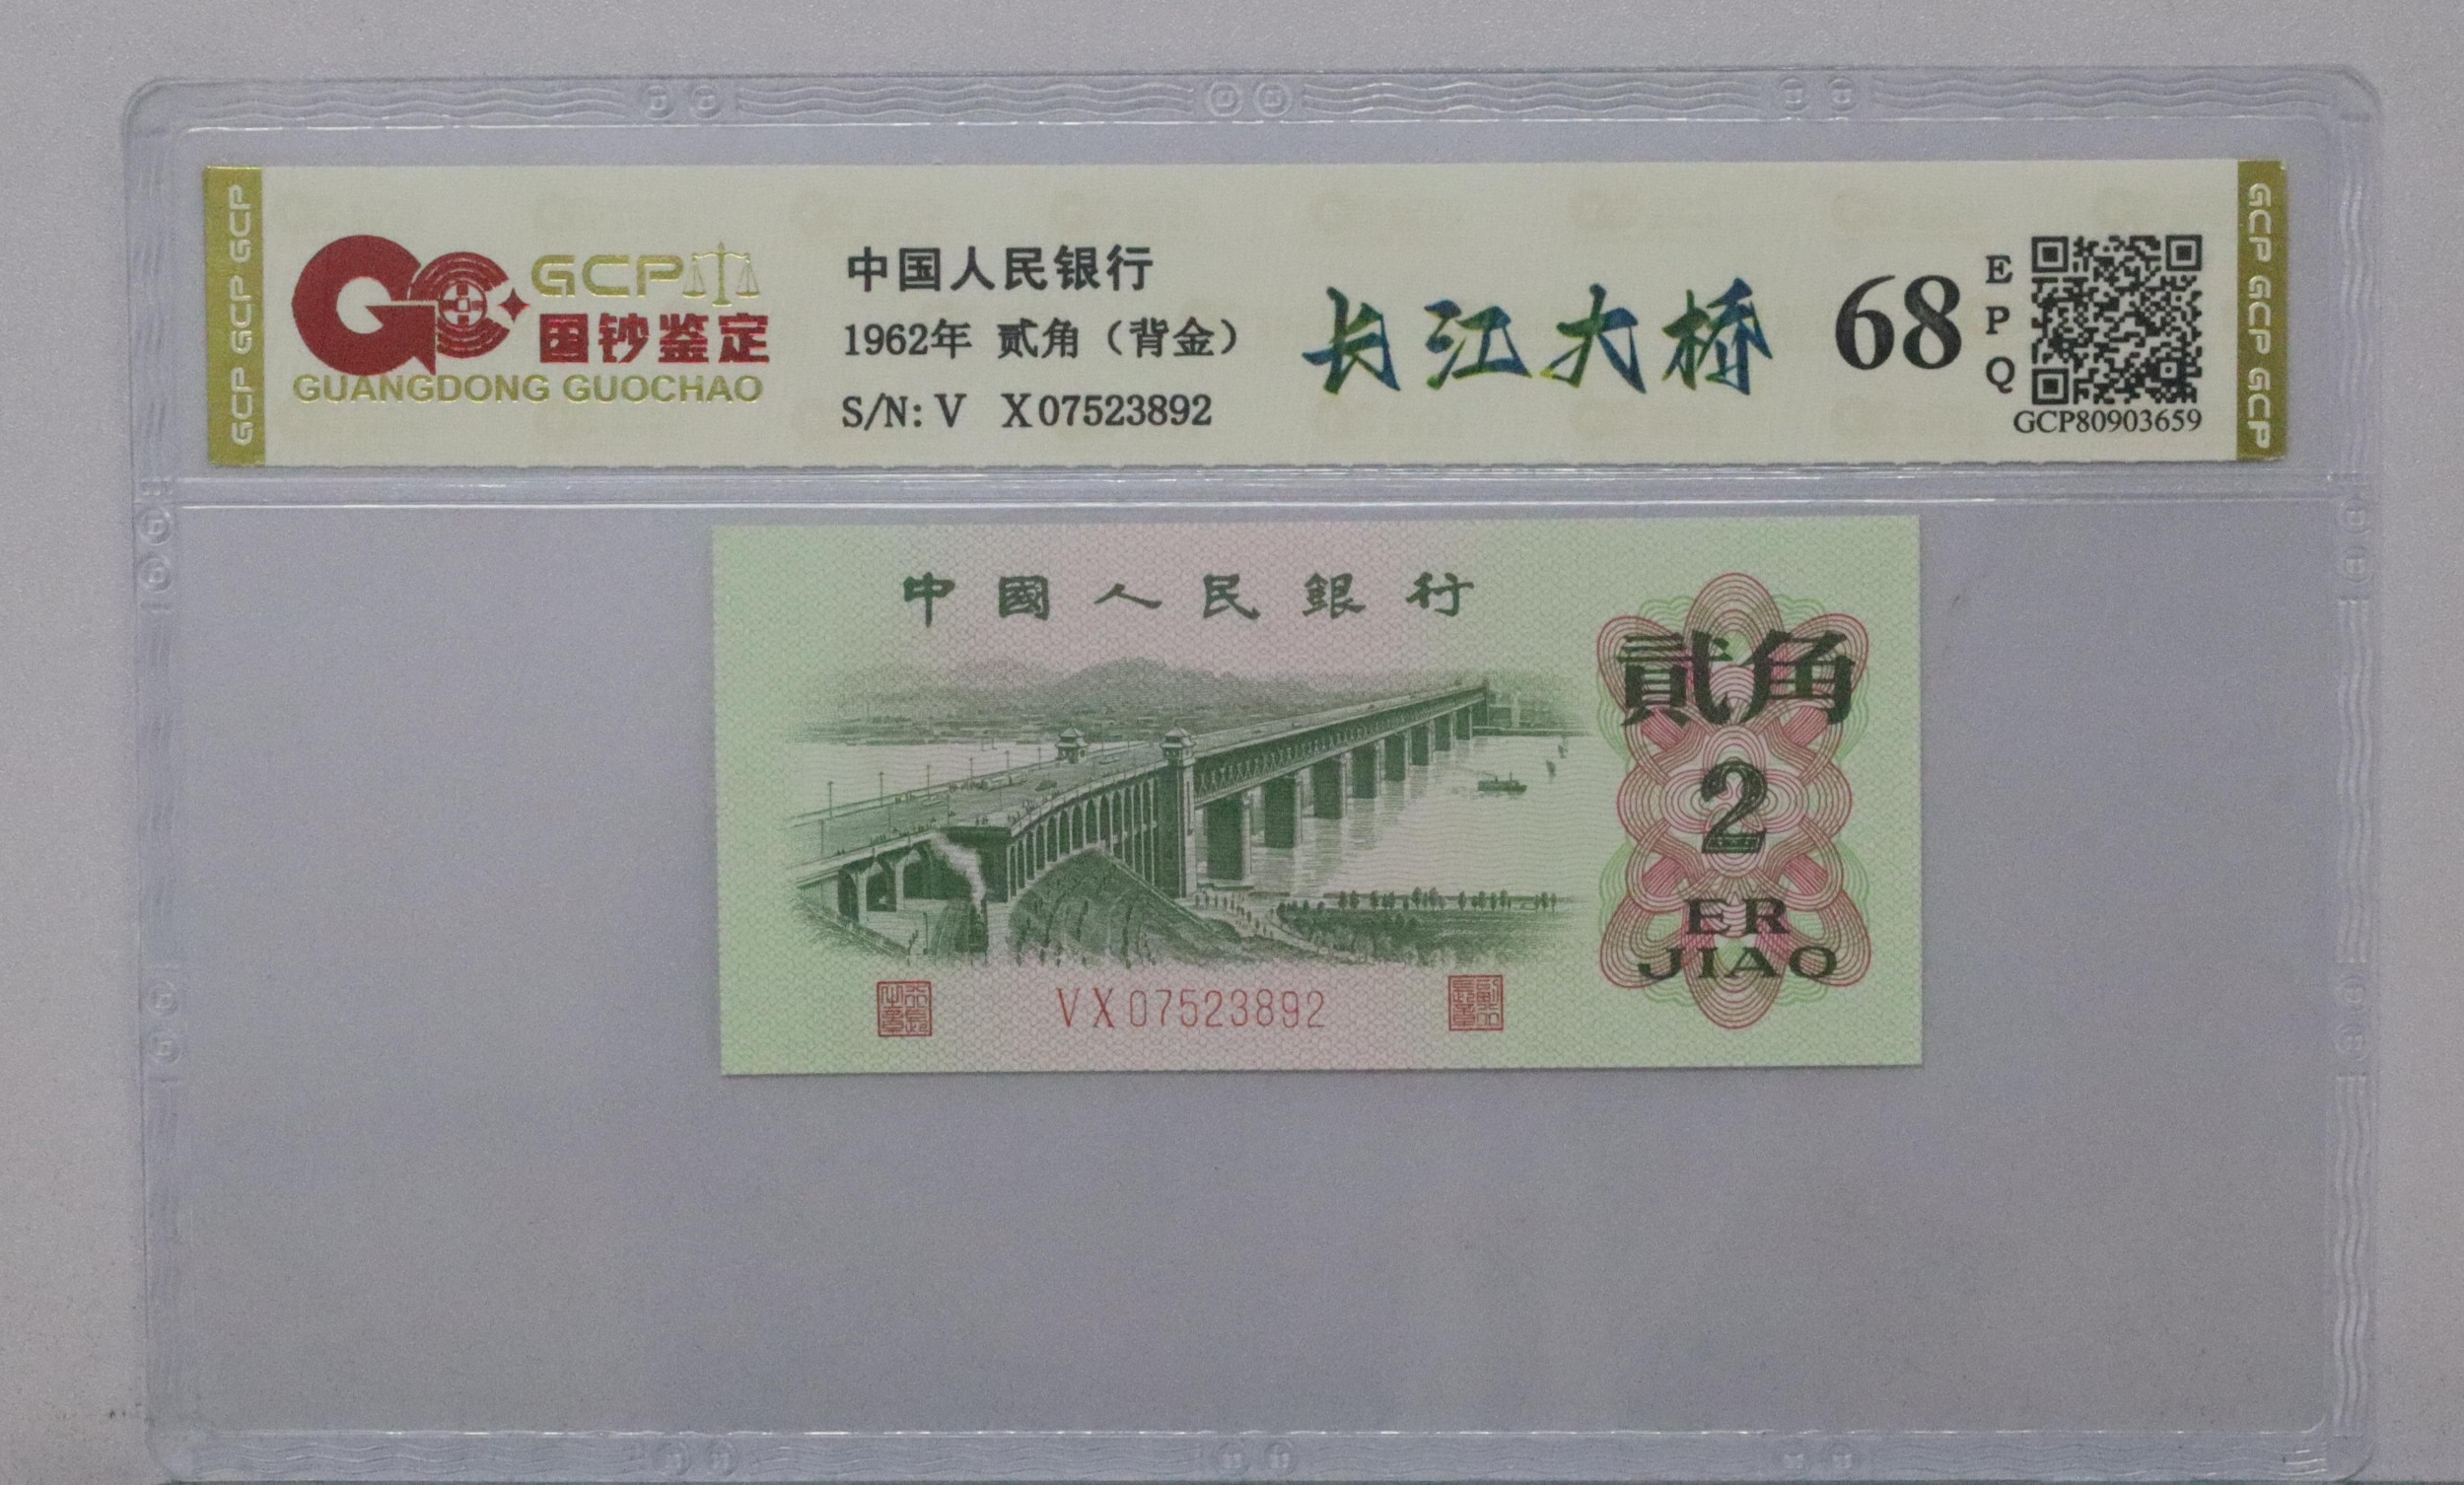 GCP GCP GCP
GCP
国钞鉴定
GUANGDONG GUOCHAO
中国人民银行
1962年 贰角（背金）
S/N: V X07523892
长江大桥
68
E
P
Q
GCP80903659
GCP GCP GCP
中國人民銀行
貳角
2
ER
JIAO
VX07523892